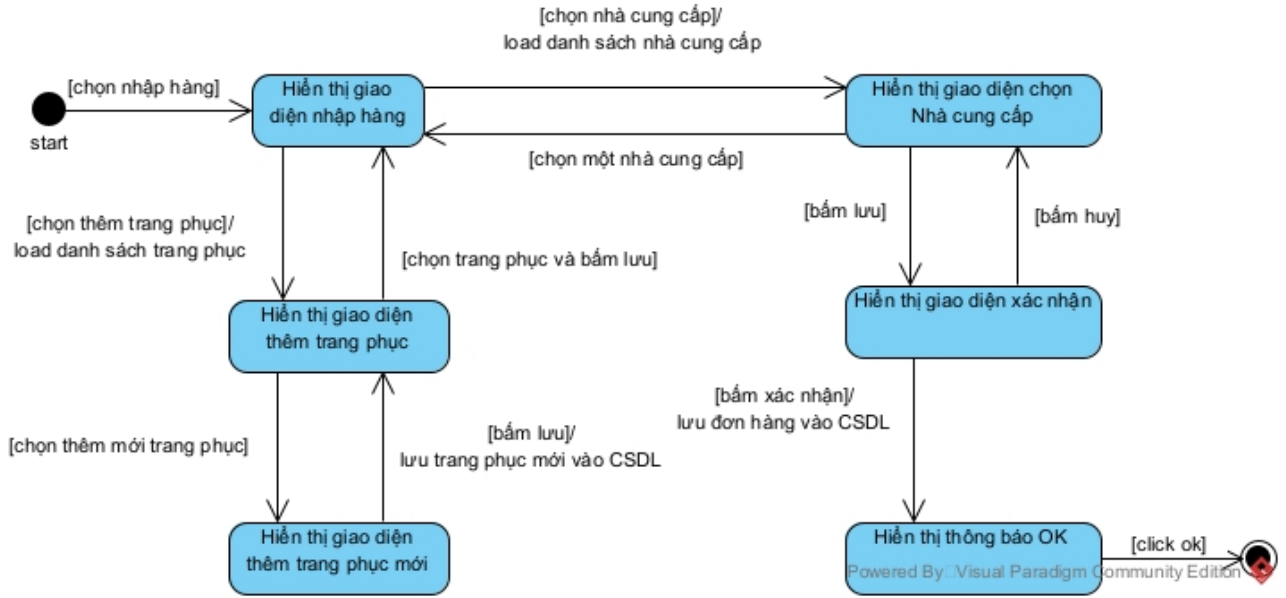 [chọn nhà cung cấp]/
load danh sách nhà cung cấp
[chọn nhập hàng]
start
Hiển thị giao
diện nhập hàng
Hiển thị giao diện chọn
Nhà cung cấp
[chọn một nhà cung cấp]
[chọn thêm trang phục]/
load danh sách trang phục
[chọn trang phục và bấm lưu]
[bấm lưu]
[bấm huy]
Hiển thị giao diện
thêm trang phục
Hiển thị giao diện xác nhận
[chọn thêm mới trang phục]
[bấm lưu]/
lưu trang phục mới vào CSDL
[bấm xác nhận]/
lưu đơn hàng vào CSDL
Hiển thị giao diện
thêm trang phục mới
Hiển thị thông báo OK
[click ok]
Powered By Visual Paradigm Community Edition